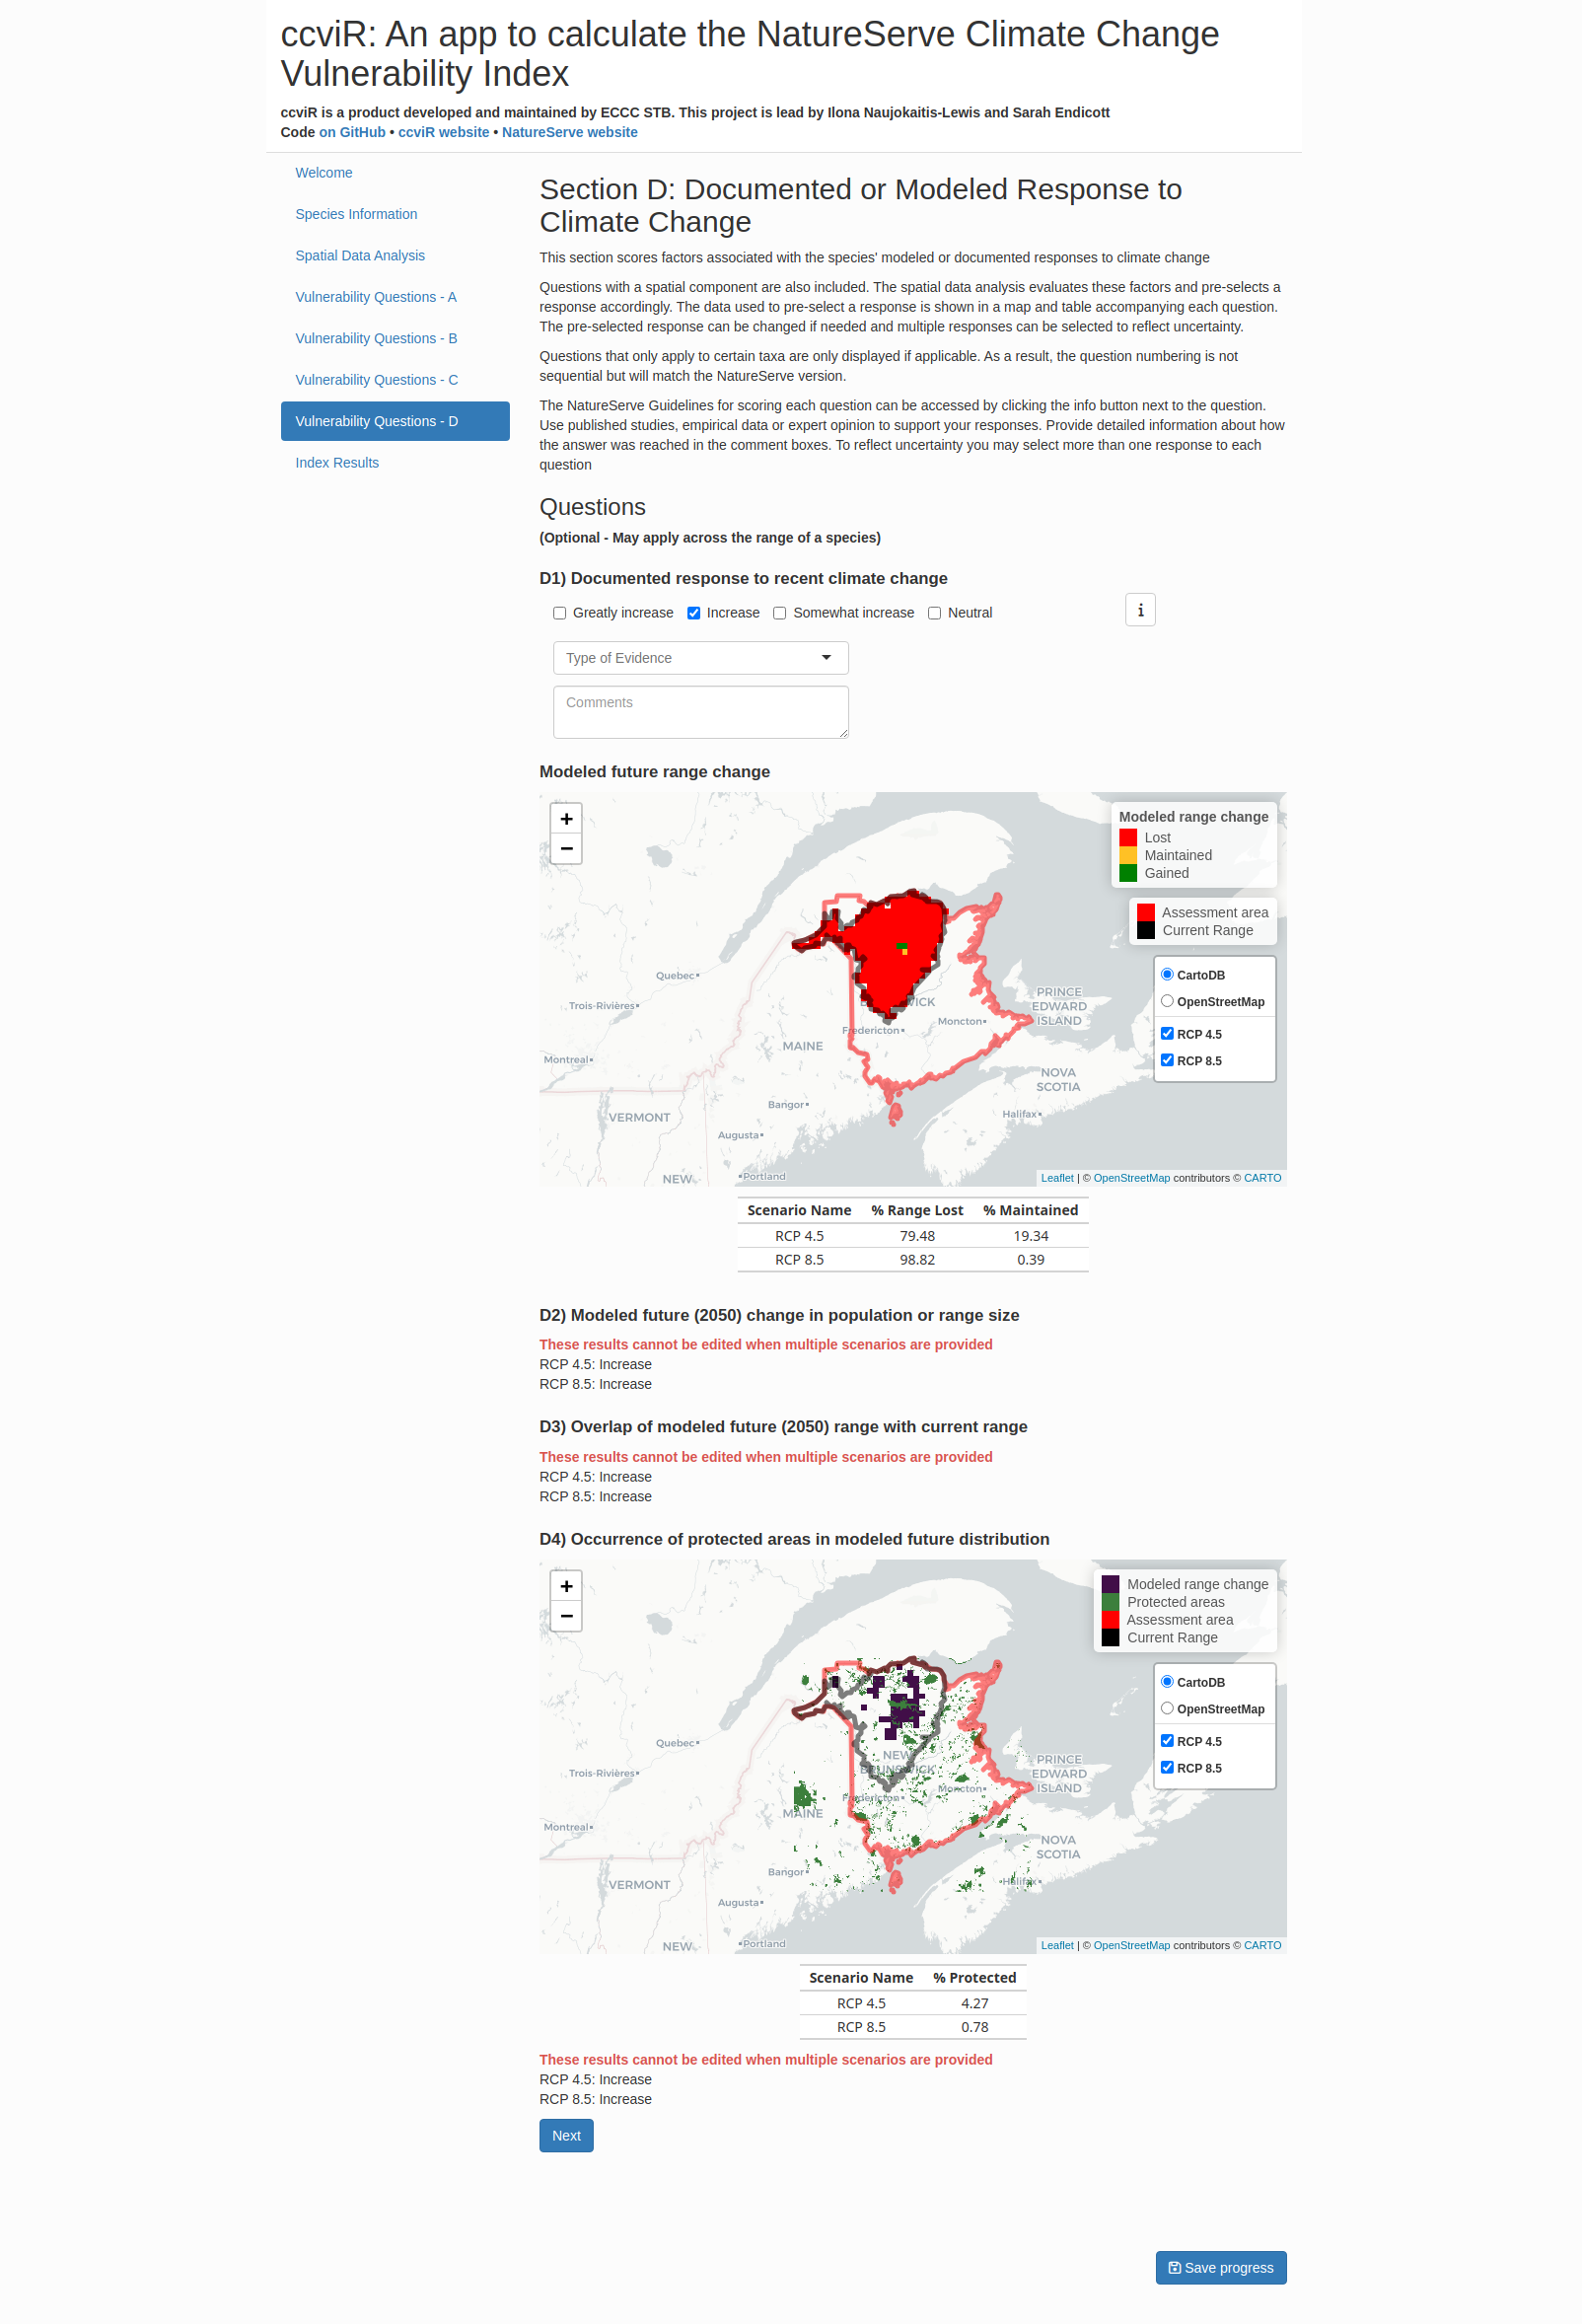 ccviR: An app to calculate the NatureServe Climate Change
Vulnerability Index
ccviR is a product developed and maintained by ECCC STB. This project is lead by Ilona Naujokaitis-Lewis and Sarah Endicott
Code on GitHub • ccviR website • NatureServe website
Welcome
Species Information
Spatial Data Analysis
Vulnerability Questions - A
Vulnerability Questions - B
Vulnerability Questions - C
Vulnerability Questions - D
Index Results
Section D: Documented or Modeled Response to
Climate Change
This section scores factors associated with the species' modeled or documented responses to climate change
Questions with a spatial component are also included. The spatial data analysis evaluates these factors and pre-selects a
response accordingly. The data used to pre-select a response is shown in a map and table accompanying each question.
The pre-selected response can be changed if needed and multiple responses can be selected to reflect uncertainty.
Questions that only apply to certain taxa are only displayed if applicable. As a result, the question numbering is not
sequential but will match the NatureServe version.
The NatureServe Guidelines for scoring each question can be accessed by clicking the info button next to the question.
Use published studies, empirical data or expert opinion to support your responses. Provide detailed information about how
the answer was reached in the comment boxes. To reflect uncertainty you may select more than one response to each
question
Questions
(Optional - May apply across the range of a species)
D1) Documented response to recent climate change
Greatly increase Increase Somewhat increase Neutral
i
Type of Evidence
Comments
Modeled future range change
+
−
Modeled range change
Lost
Maintained
Gained
Assessment area
Current Range
CartoDB
OpenStreetMap
RCP 4.5
RCP 8.5
Quebec
Trois-Rivières
Montreal
VERMONT
NEW
MAINE
Bangor
Augusta
Portland
Fredericton
Moncton
PRINCE
EDWARD
ISLAND
NOVA
SCOTIA
Halifax
Leaflet | © OpenStreetMap contributors © CARTO
Scenario Name % Range Lost % Maintained
RCP 4.5 79.48 19.34
RCP 8.5 98.82 0.39
D2) Modeled future (2050) change in population or range size
These results cannot be edited when multiple scenarios are provided
RCP 4.5: Increase
RCP 8.5: Increase
D3) Overlap of modeled future (2050) range with current range
These results cannot be edited when multiple scenarios are provided
RCP 4.5: Increase
RCP 8.5: Increase
D4) Occurrence of protected areas in modeled future distribution
+
−
Modeled range change
Protected areas
Assessment area
Current Range
CartoDB
OpenStreetMap
RCP 4.5
RCP 8.5
Quebec
Trois-Rivières
Montreal
VERMONT
NEW
MAINE
Bangor
Augusta
Portland
NEW
BRUNSWICK
Fredericton
Moncton
PRINCE
EDWARD
ISLAND
NOVA
SCOTIA
Halifax
Leaflet | © OpenStreetMap contributors © CARTO
Scenario Name % Protected
RCP 4.5 4.27
RCP 8.5 0.78
These results cannot be edited when multiple scenarios are provided
RCP 4.5: Increase
RCP 8.5: Increase
Next
Save progress